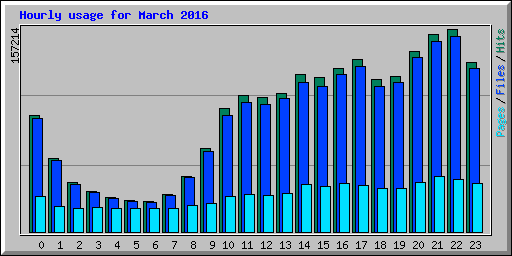 Hourly usage for March 2016
157214
Pages / Files / Hits
0 1 2 3 4 5 6 7 8 9 10 11 12 13 14 15 16 17 18 19 20 21 22 23